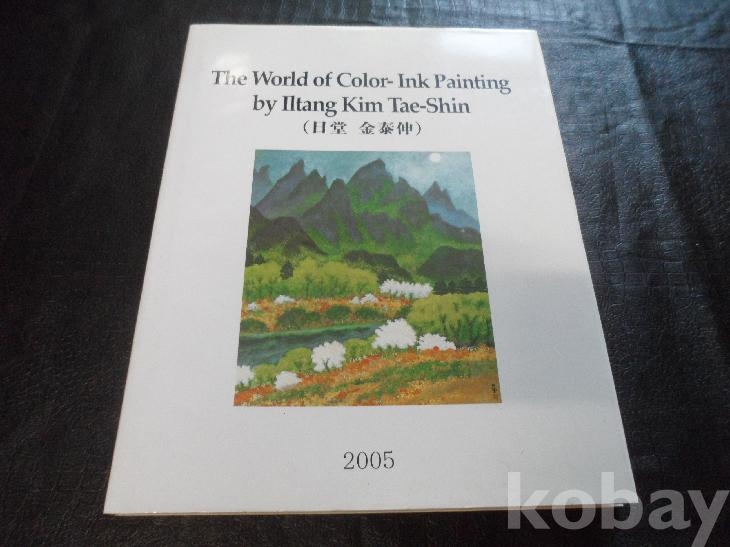 The World of Color- Ink Painting
by Iltang Kim Tae-Shin
(日堂 金泰伸)
2005
kobay